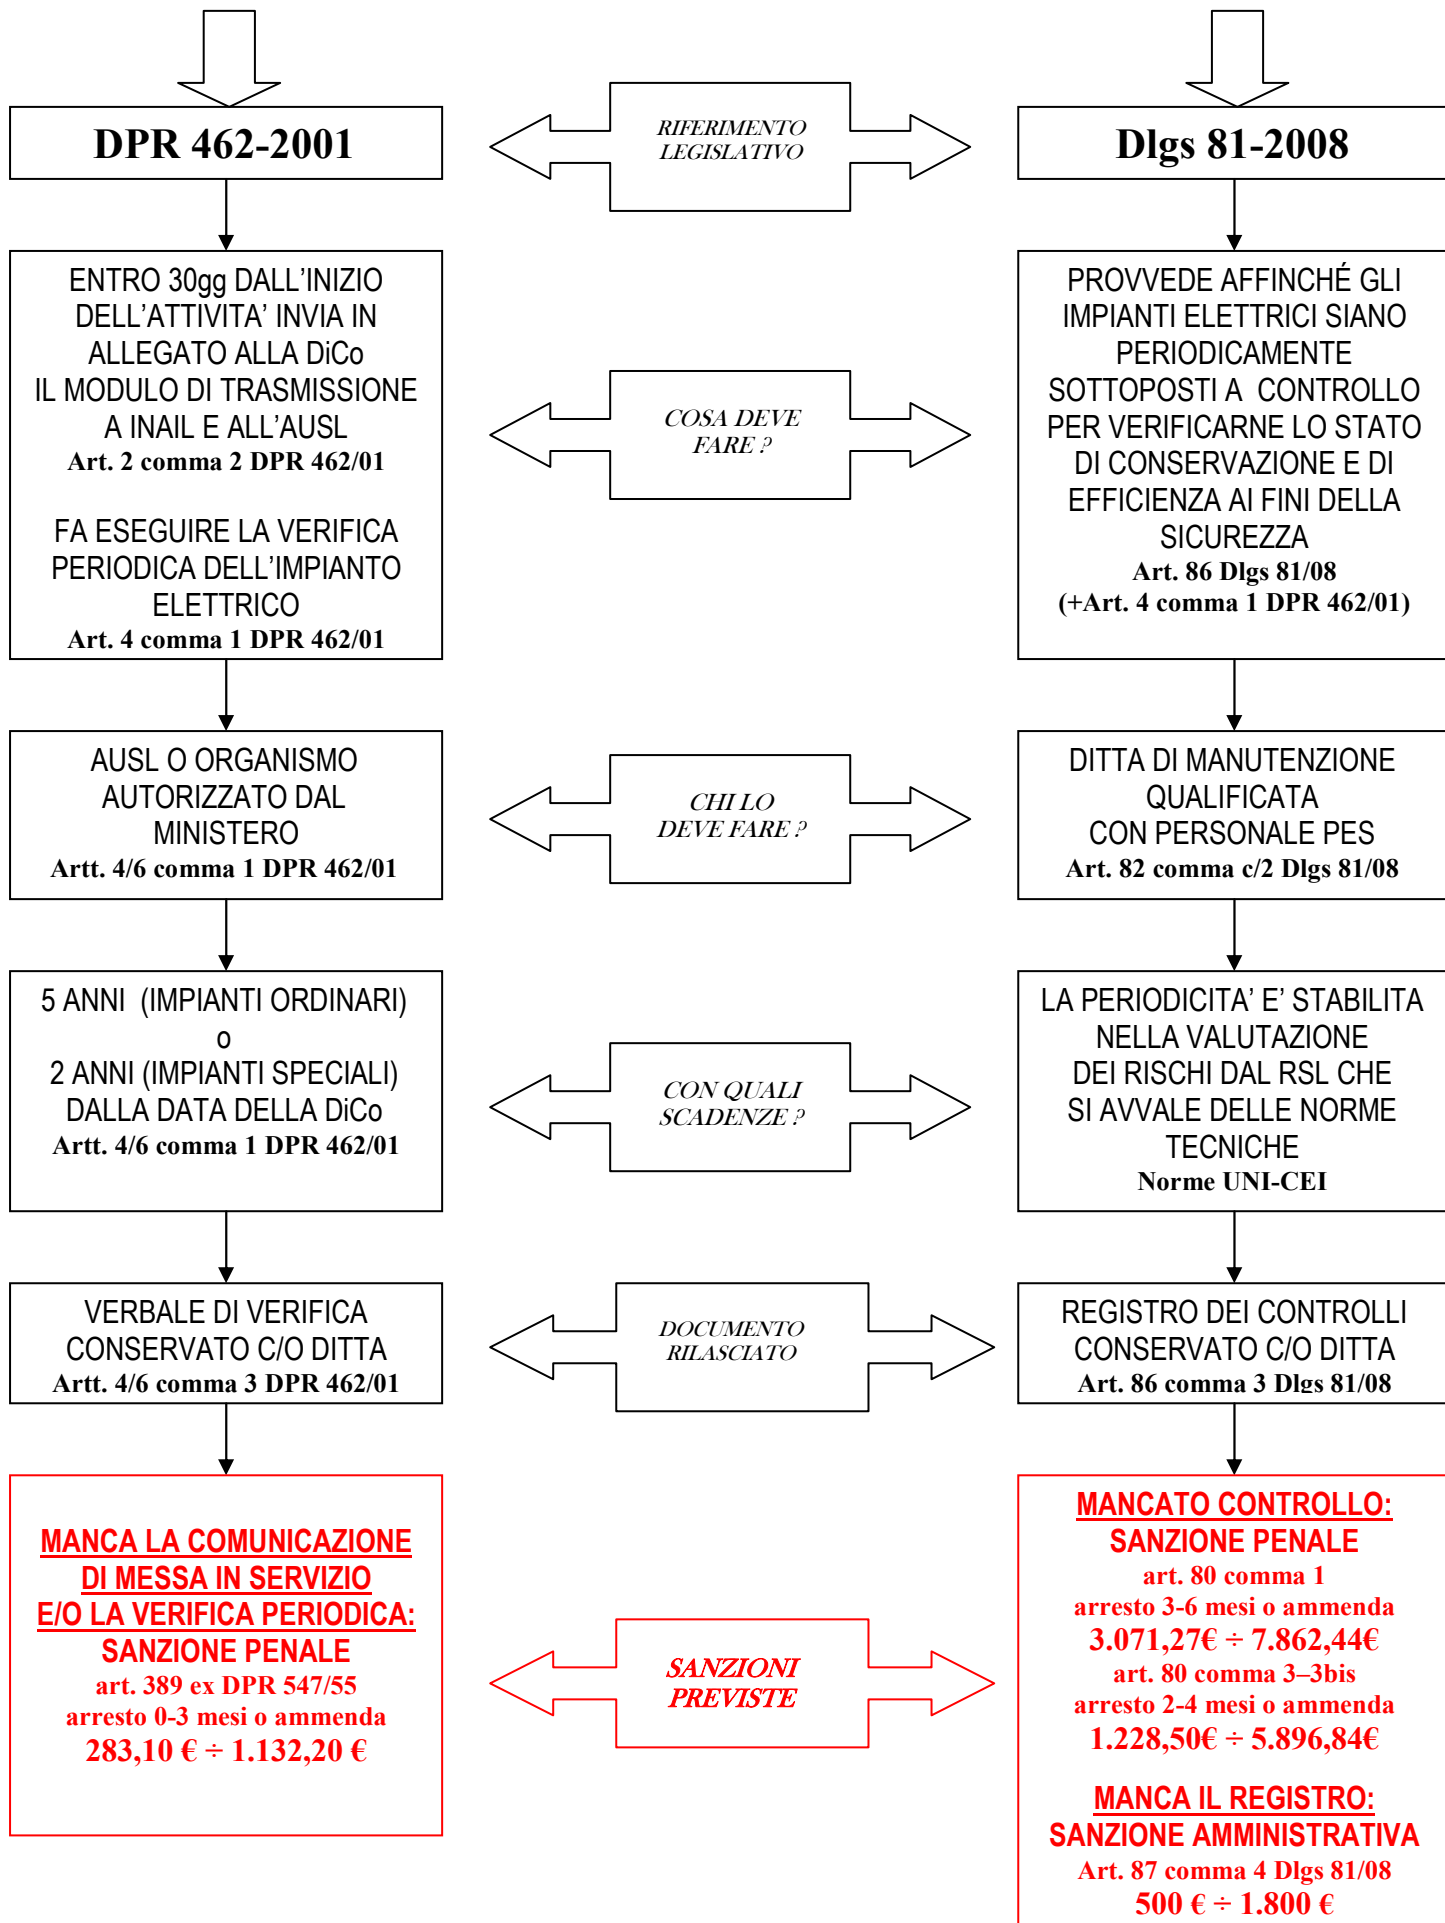 DPR 462-2001
RIFERIMENTO
LEGISLATIVO
Dlgs 81-2008
ENTRO 30gg DALL'INIZIO
DELL'ATTIVITA' INVIA IN
ALLEGATO ALLA DiCo
IL MODULO DI TRASMISSIONE
A INAIL E ALL'AUSL
Art. 2 comma 2 DPR 462/01
FA ESEGUIRE LA VERIFICA
PERIODICA DELL'IMPIANTO
ELETTRICO
Art. 4 comma 1 DPR 462/01
COSA DEVE
FARE ?
PROVVEDE AFFINCHÉ GLI
IMPIANTI ELETTRICI SIANO
PERIODICAMENTE
SOTTOPOSTI A CONTROLLO
PER VERIFICARNE LO STATO
DI CONSERVAZIONE E DI
EFFICIENZA AI FINI DELLA
SICUREZZA
Art. 86 Dlgs 81/08
(+Art. 4 comma 1 DPR 462/01)
AUSL O ORGANISMO
AUTORIZZATO DAL
MINISTERO
Artt. 4/6 comma 1 DPR 462/01
CHI LO
DEVE FARE ?
DITTA DI MANUTENZIONE
QUALIFICATA
CON PERSONALE PES
Art. 82 comma c/2 Dlgs 81/08
5 ANNI (IMPIANTI ORDINARI)
o
2 ANNI (IMPIANTI SPECIALI)
DALLA DATA DELLA DiCo
Artt. 4/6 comma 1 DPR 462/01
CON QUALI
SCADENZE ?
LA PERIODICITA' E' STABILITA
NELLA VALUTAZIONE
DEI RISCHI DAL RSL CHE
SI AVVALE DELLE NORME
TECNICHE
Norme UNI-CEI
VERBALE DI VERIFICA
CONSERVATO C/O DITTA
Artt. 4/6 comma 3 DPR 462/01
DOCUMENTO
RILASCIATO
REGISTRO DEI CONTROLLI
CONSERVATO C/O DITTA
Art. 86 comma 3 Dlgs 81/08
MANCA LA COMUNICAZIONE
DI MESSA IN SERVIZIO
E/O LA VERIFICA PERIODICA:
SANZIONE PENALE
art. 389 ex DPR 547/55
arresto 0-3 mesi o ammenda
283,10 € ÷ 1.132,20 €
SANZIONI
PREVISTE
MANCATO CONTROLLO:
SANZIONE PENALE
art. 80 comma 1
arresto 3-6 mesi o ammenda
3.071,27€ ÷ 7.862,44€
art. 80 comma 3–3bis
arresto 2-4 mesi o ammenda
1.228,50€ ÷ 5.896,84€
MANCA IL REGISTRO:
SANZIONE AMMINISTRATIVA
Art. 87 comma 4 Dlgs 81/08
500 € ÷ 1.800 €